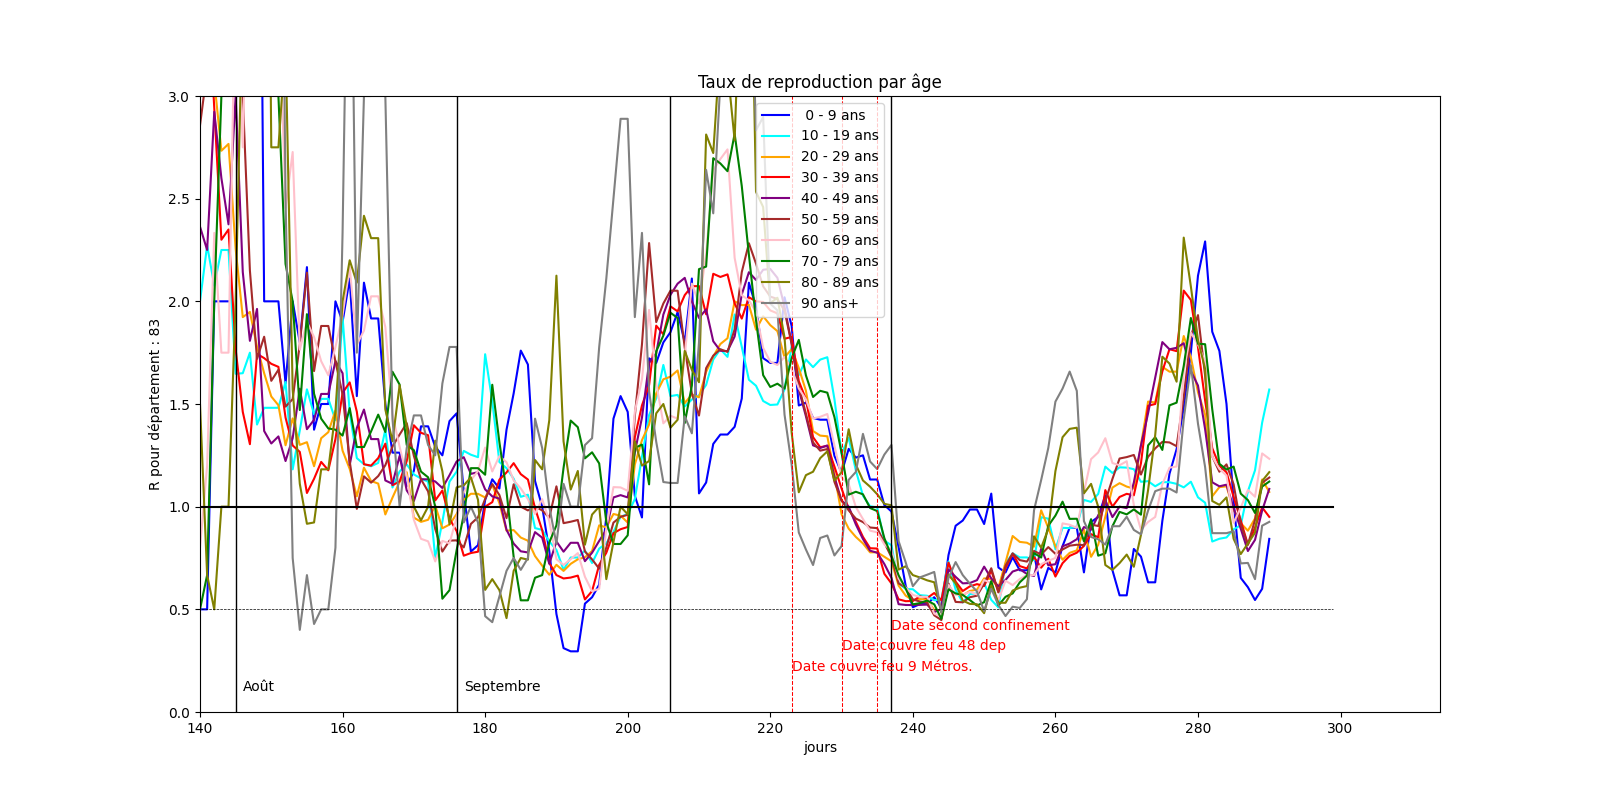 Taux de reproduction par âge
R pour département : 83
3.0
2.5
2.0
1.5
1.0
0.5
0.0
0 - 9 ans
10 - 19 ans
20 - 29 ans
30 - 39 ans
40 - 49 ans
50 - 59 ans
60 - 69 ans
70 - 79 ans
80 - 89 ans
90 ans+
Date second confinement
Date couvre feu 48 dep
Date couvre feu 9 Métros.
Août
Septembre
140 160 180 200 220 240 260 280 300
jours